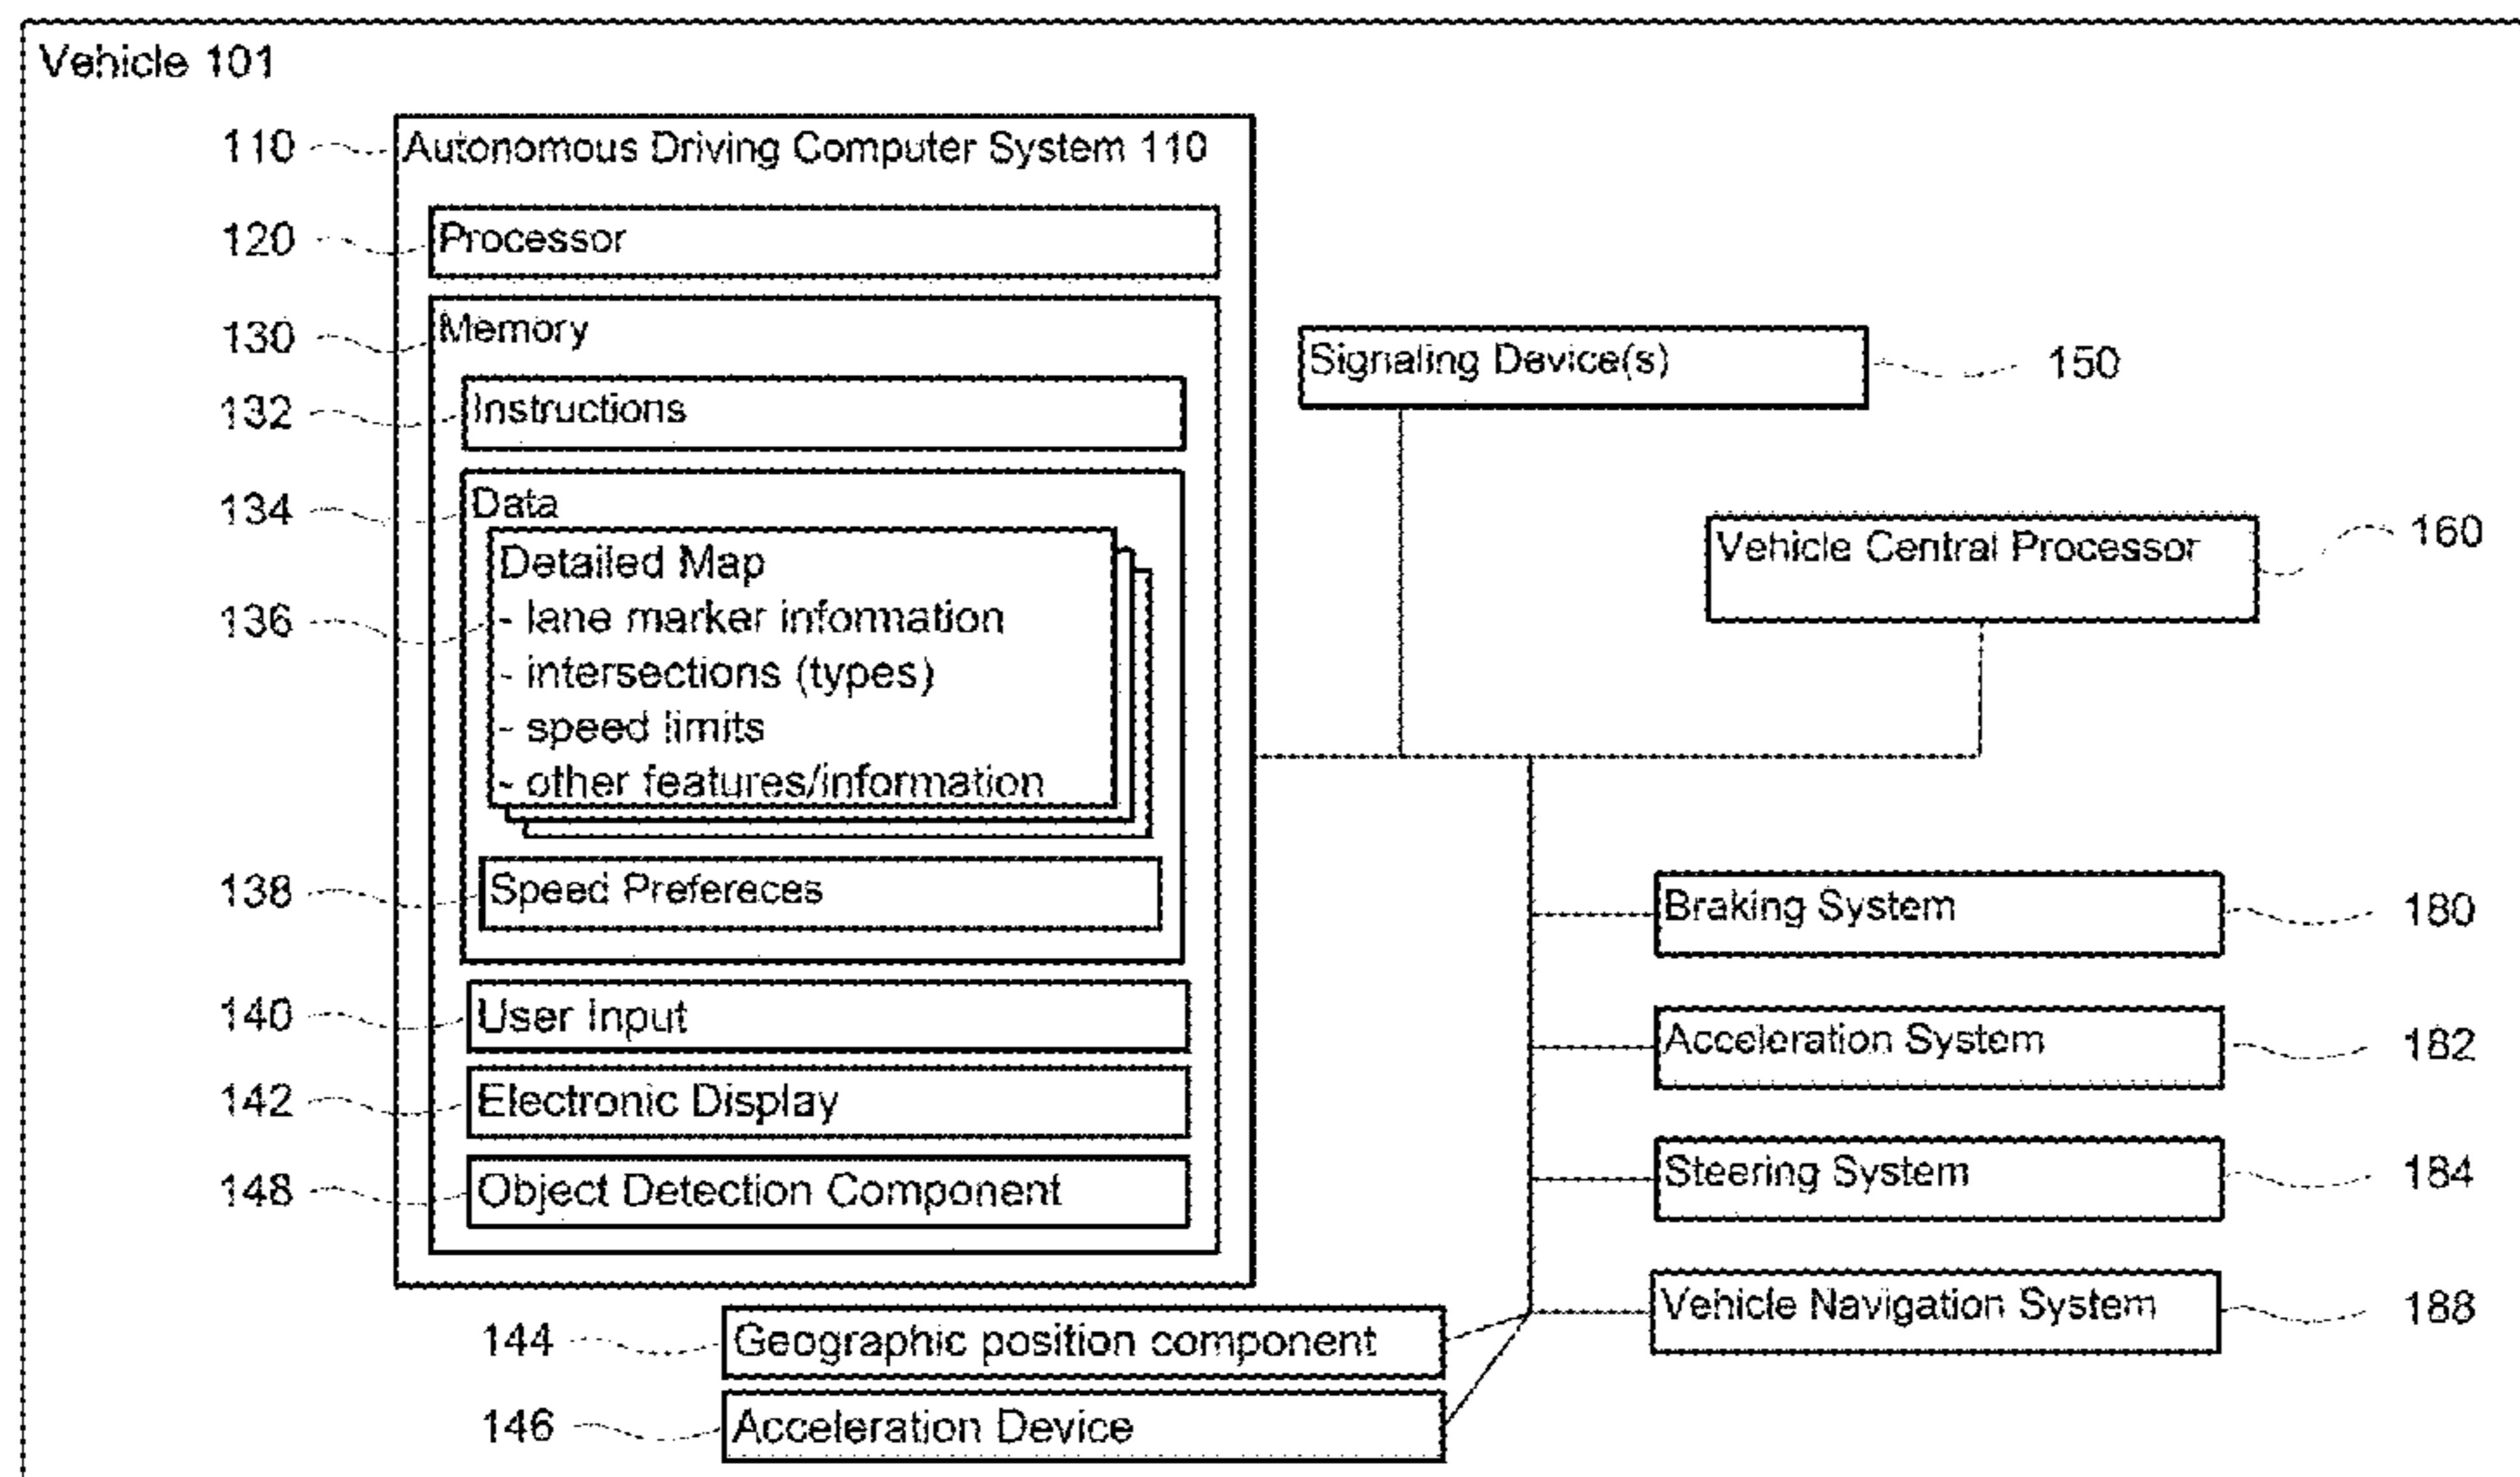 Vehicle 101
110 Autonomous Driving Computer System 110
120 Processor
130 Memory
Signaling Device(s) 150
132 Instructions
134 Data
Vehicle Central Processor 160
Detailed Map
136 - lane marker information
- intersections (types)
- speed limits
- other features/information
138 Speed Prefereces
Braking System 180
140 User Input
Acceleration System 182
142 Electronic Display
Steering System 184
148 Object Detection Component
Vehicle Navigation System 188
144 Geographic position component
146 Acceleration Device